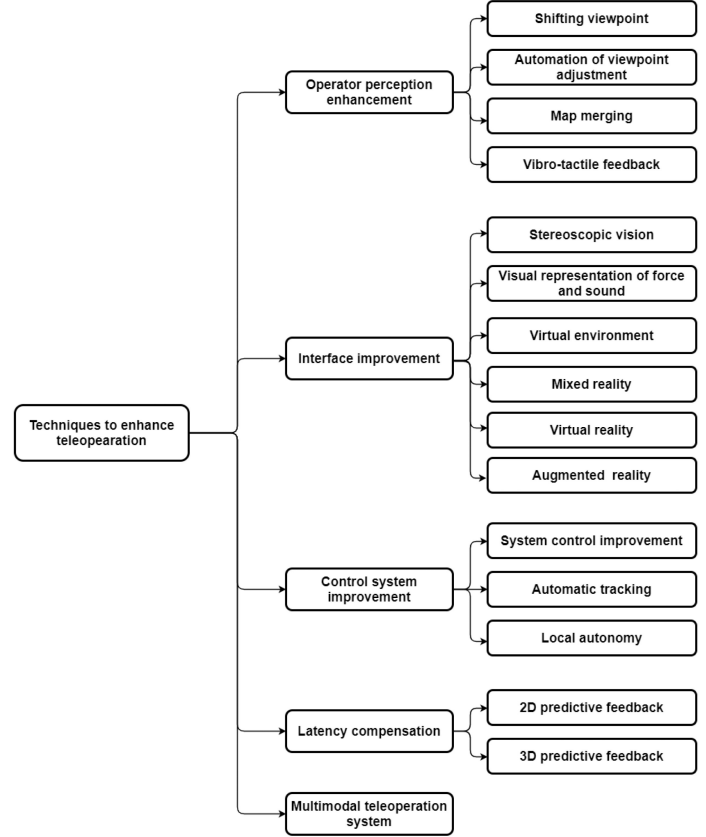 Techniques to enhance
teleopearation
Operator perception
enhancement
Shifting viewpoint
Automation of viewpoint
adjustment
Map merging
Vibro-tactile feedback
Interface improvement
Stereoscopic vision
Visual representation of force
and sound
Virtual environment
Mixed reality
Virtual reality
Augmented  reality
Control system
improvement
System control improvement
Automatic tracking
Local autonomy
Latency compensation
2D predictive feedback
3D predictive feedback
Multimodal teleoperation
system